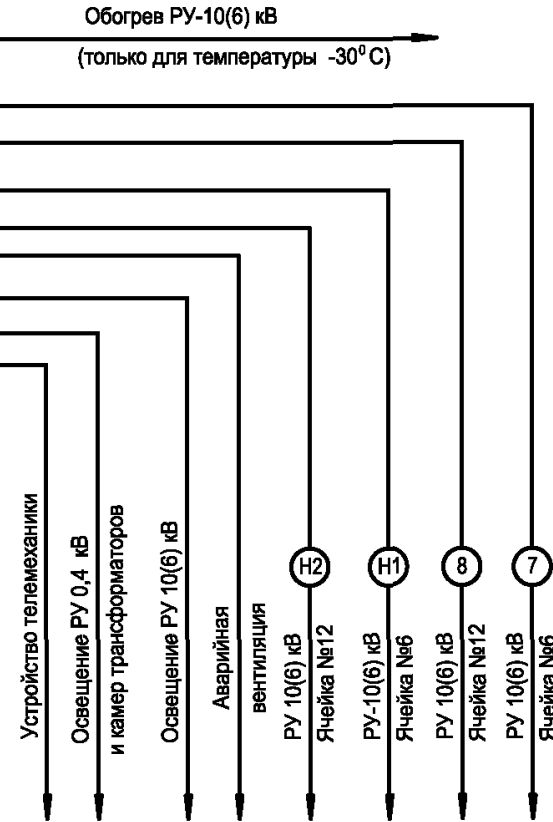 Обогрев РУ-10(6) кВ
(только для температуры -30⁰ С)
Устройство телемеханики
Освещение РУ 0,4 кВ
и камер трансформаторов
Освещение РУ 10(6) кВ
Аварийная
вентиляция
Н2
РУ 10(6) кВ
Ячейка №12
Н1
РУ-10(6) кВ
Ячейка №6
8
РУ 10(6) кВ
Ячейка №12
7
РУ 10(6) кВ
Ячейка №6